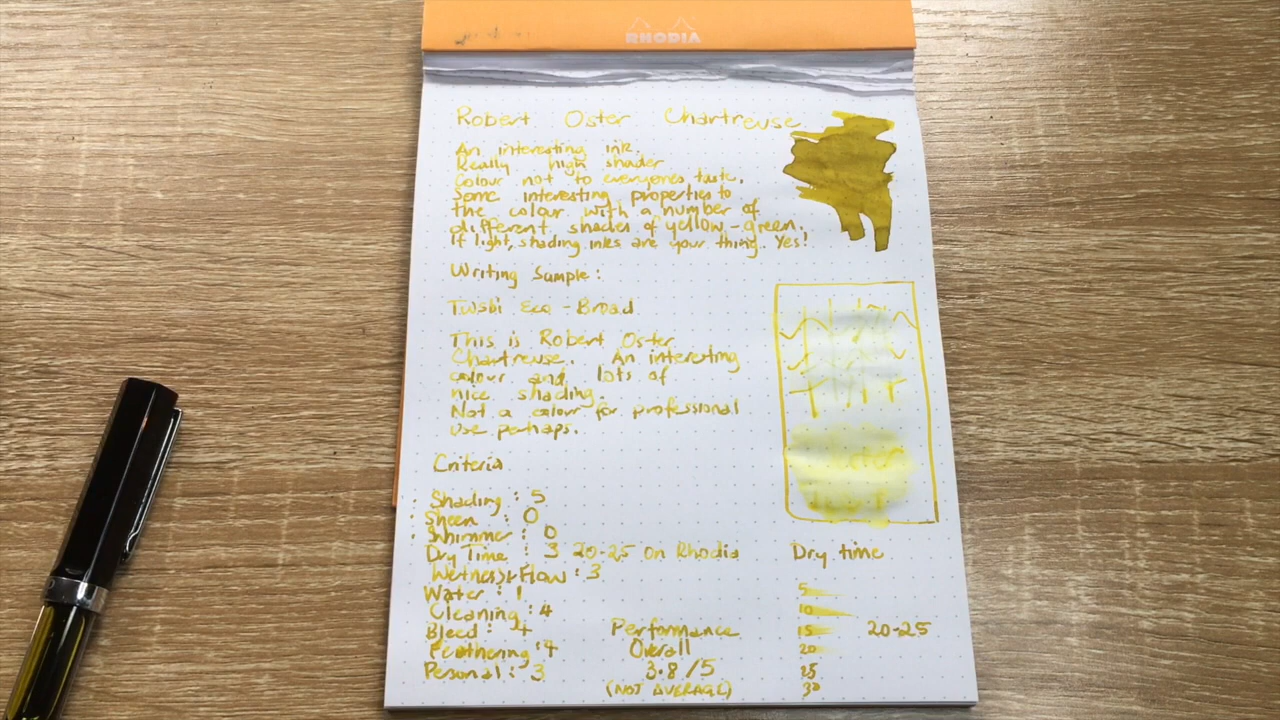 RHODIA
Robert Oster Chartreuse
An interesting ink.
Really high shader
Colour not to everyones taste.
Some interesting properties to
the colour with a number of
different shades of yellow-green.
If light, shading inks are your thing. Yes!
Writing Sample:
Twsbi Eco - Broad
This is Robert Oster
Chartreuse. An interesting
colour and lots of
nice shading.
Not a colour for professional
use perhaps.
Criteria
Shading: 5
Sheen: 0
Shimmer: 0
Dry Time: 3 20-25 on Rhodia
Wetness+Flow: 3
Water: 1
Cleaning: 4
Bleed: 4
Feathering: 4
Personal: 3
Performance
Overall
3.8/5
(NOT AVERAGE)
Dry time
5
10
15 20-25
20
25
30